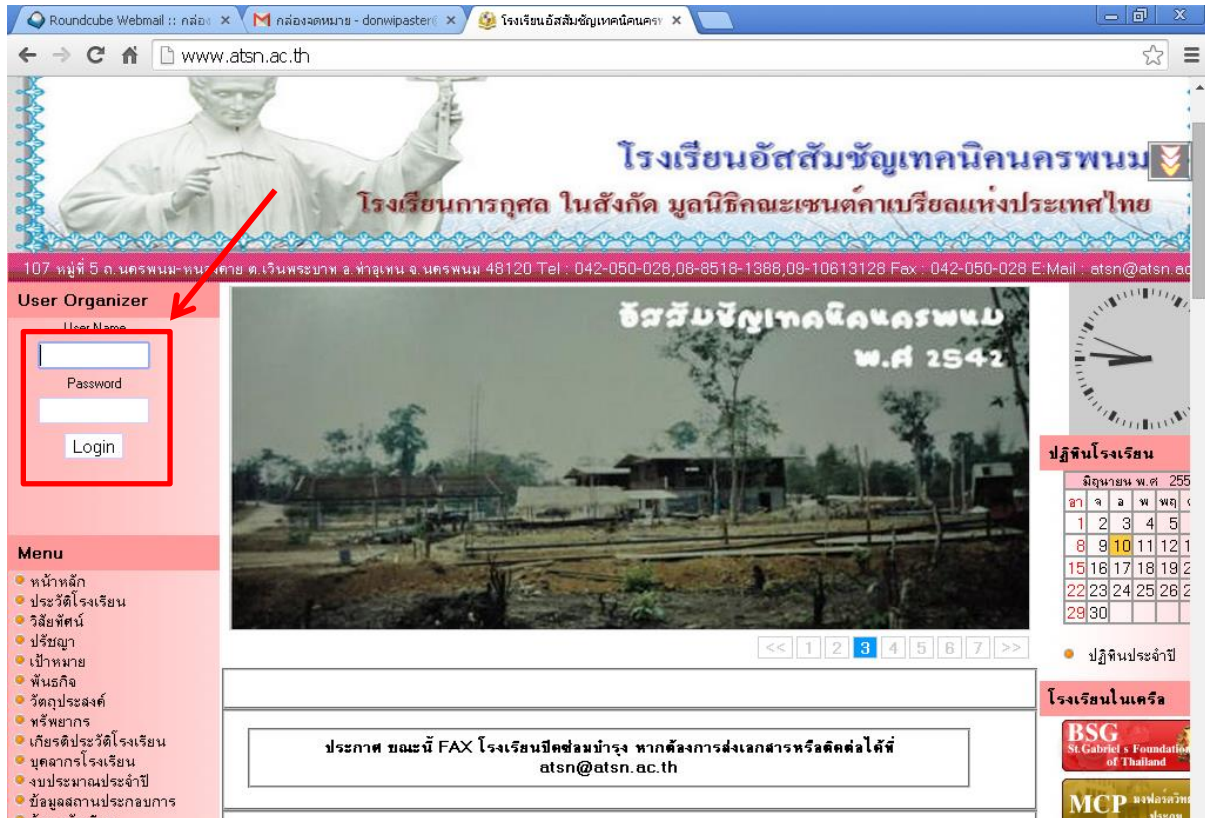 Roundcube Webmail :: กล่อง
กล่องจดหมาย - donwipaster@
โรงเรียนอัสสัมชัญเทคนิคนคร
www.atsn.ac.th
โรงเรียนอัสสัมชัญเทคนิคนครพนม
โรงเรียนการกุศล ในสังกัด มูลนิธิคณะเซนต์คาเบรียลแห่งประเทศไทย
107 หมู่ที่ 5 ถ.นครพนม-หนองคาย ต.เวินพระบาท อ.ท่าอุเทน จ.นครพนม 48120 Tel : 042-050-028,08-8518-1388,09-10613128 Fax : 042-050-028 E:Mail : atsn@atsn.ac
User Organizer
User Name
Password
Login
อัสสัมชัญเทคนิคนครพนม
พ.ศ 2542
<< 1 2 3 4 5 6 7 >>
Menu
หน้าหลัก
ประวัติโรงเรียน
วิสัยทัศน์
ปรัชญา
เป้าหมาย
พันธกิจ
วัตถุประสงค์
ทรัพยากร
เกียรติประวัติโรงเรียน
บุคลากรโรงเรียน
งบประมาณประจำปี
ข้อมูลสถานประกอบการ
ประกาศ ขณะนี้ FAX โรงเรียนปิดซ่อมบำรุง หากต้องการส่งเอกสารหรือติดต่อได้ที่
atsn@atsn.ac.th
ปฏิทินโรงเรียน
มิถุนายน พ.ศ 255
อา จ อ พ พฤ
1 2 3 4 5
8 9 10 11 12 1
15 16 17 18 19 2
22 23 24 25 26 2
29 30
ปฏิทินประจำปี
โรงเรียนในเครือ
BSG
St.Gabriel s Foundation
of Thailand
MCP มงฟอร์ตวิทย
ประถม